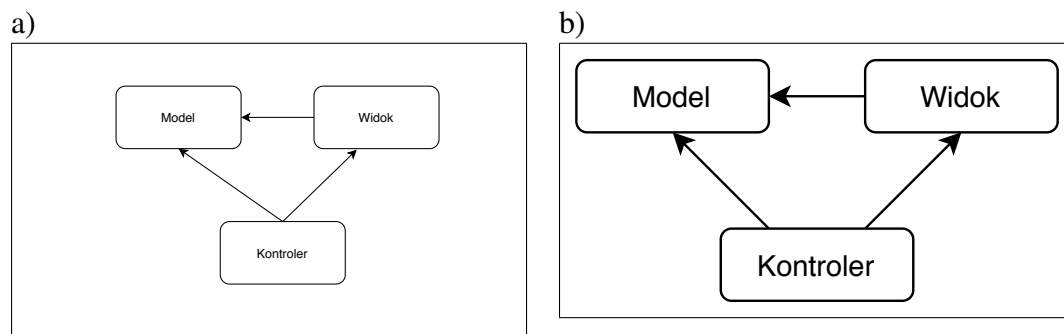 a)
Model
Widok
Kontroler
b)
Model
Widok
Kontroler